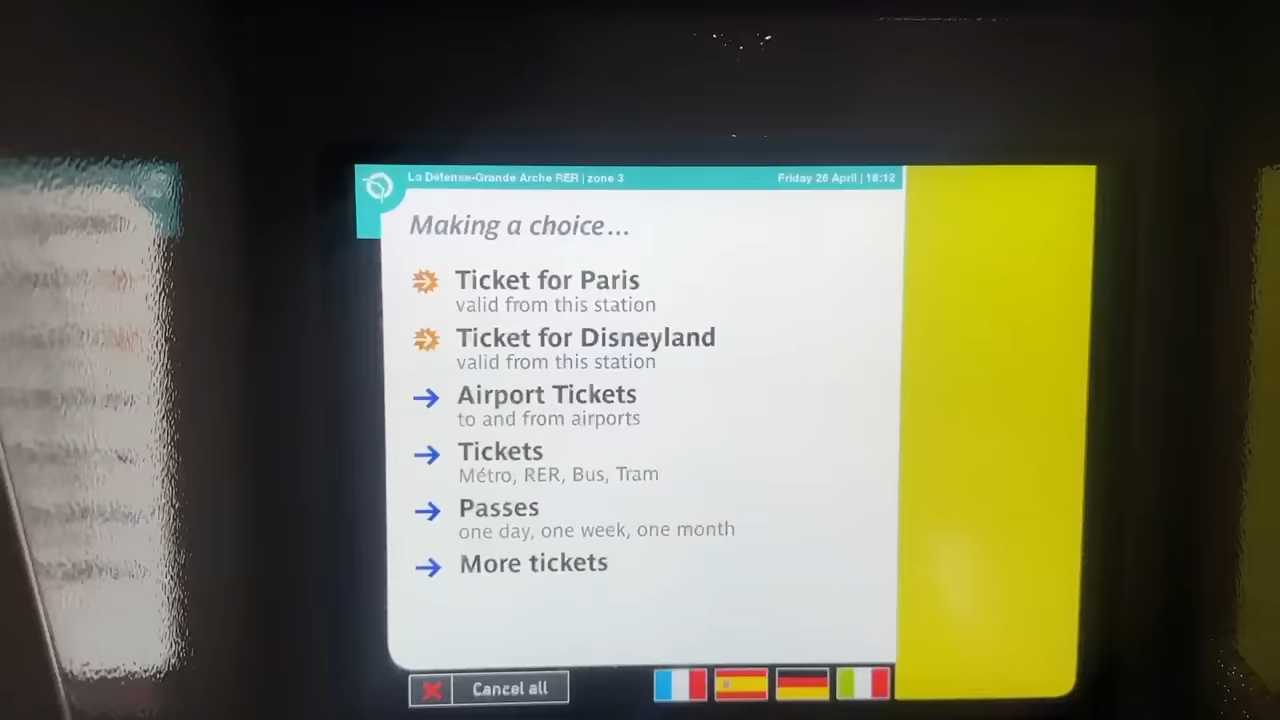 La Défense-Grande Arche RER | zone 3
Friday 26 April | 16:12
Making a choice...
Ticket for Paris
valid from this station
Ticket for Disneyland
valid from this station
Airport Tickets
to and from airports
Tickets
Métro, RER, Bus, Tram
Passes
one day, one week, one month
More tickets
Cancel all